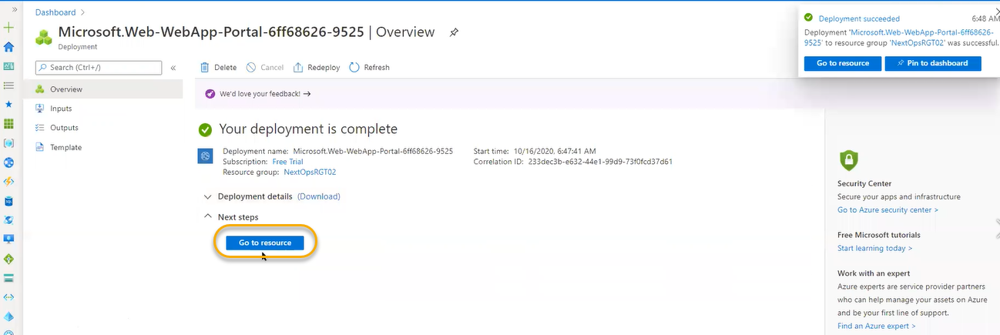 Dashboard >
Microsoft.Web-WebApp-Portal-6ff68626-9525 | Overview
Deployment
Search (Ctrl+/)
Overview
Inputs
Outputs
Template
Delete
Cancel
Redeploy
Refresh
We'd love your feedback! →
Your deployment is complete
Deployment name: Microsoft.Web-WebApp-Portal-6ff68626-9525
Subscription: Free Trial
Resource group: NextOpsRGT02
Start time: 10/16/2020, 6:47:41 AM
Correlation ID: 233dec3b-e632-44e1-99d9-73f0fcd37d61
Deployment details (Download)
Next steps
Go to resource
Deployment succeeded 6:48 AM
Deployment 'Microsoft.Web-WebApp-Portal-6ff68626-
9525' to resource group 'NextOpsRGT02' was successful.
Go to resource
Pin to dashboard
Security Center
Secure your apps and infrastructure
Go to Azure security center >
Free Microsoft tutorials
Start learning today >
Work with an expert
Azure experts are service provider partners
who can help manage your assets on Azure
and be your first line of support.
Find an Azure expert >